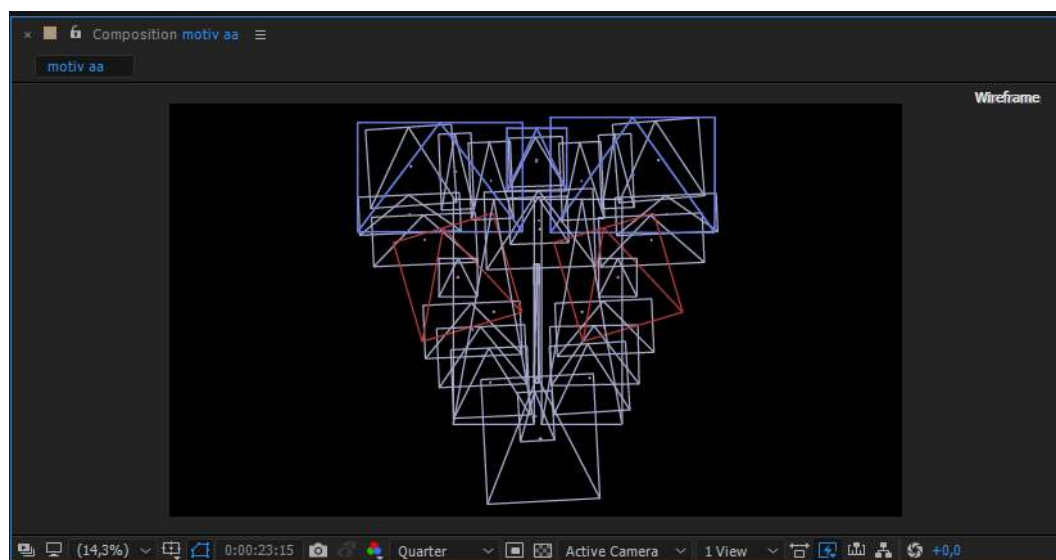 × Composition motiv aa ≡
motiv aa
Wireframe
(14,3%) 0:00:23:15 Quarter Active Camera 1 View +0,0